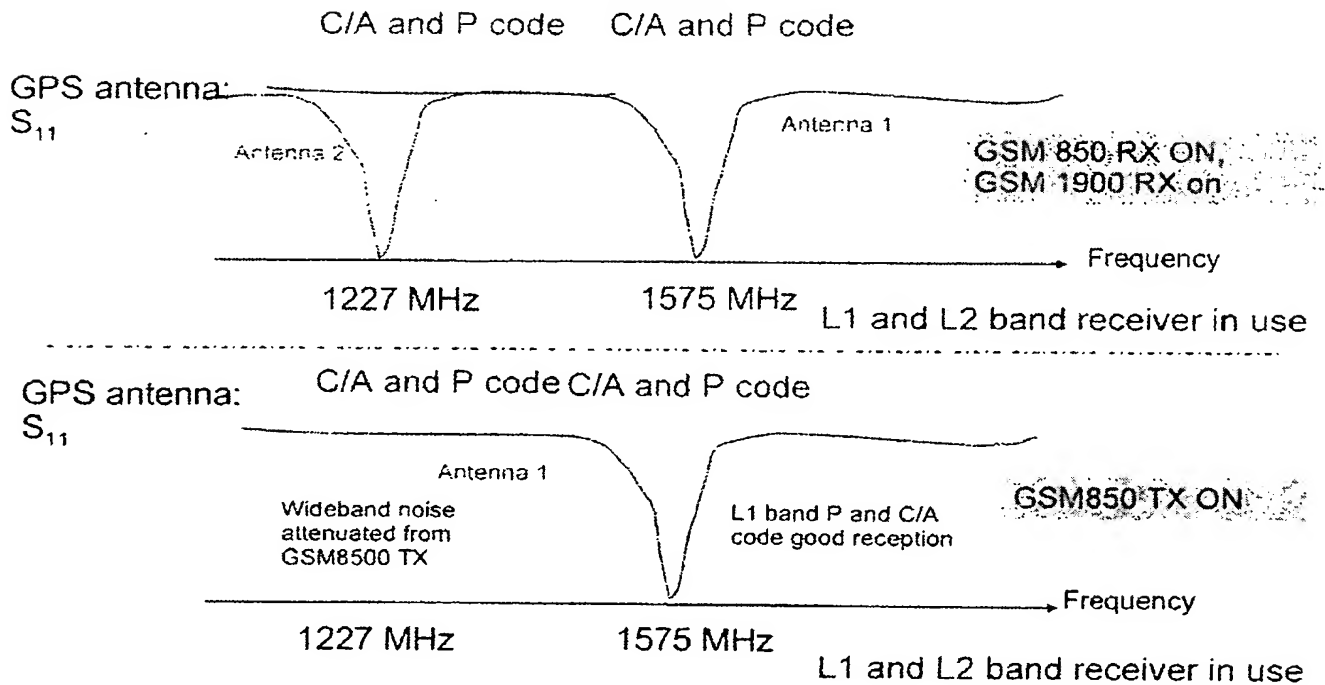 C/A and P code C/A and P code
GPS antenna:
S₁₁
Antenna 2
Antenna 1
GSM 850 RX ON,
GSM 1900 RX on
Frequency
1227 MHz 1575 MHz
L1 and L2 band receiver in use
C/A and P code C/A and P code
GPS antenna:
S₁₁
Antenna 1
Wideband noise
attenuated from
GSM8500 TX
L1 band P and C/A
code good reception
GSM850 TX ON
Frequency
1227 MHz 1575 MHz
L1 and L2 band receiver in use